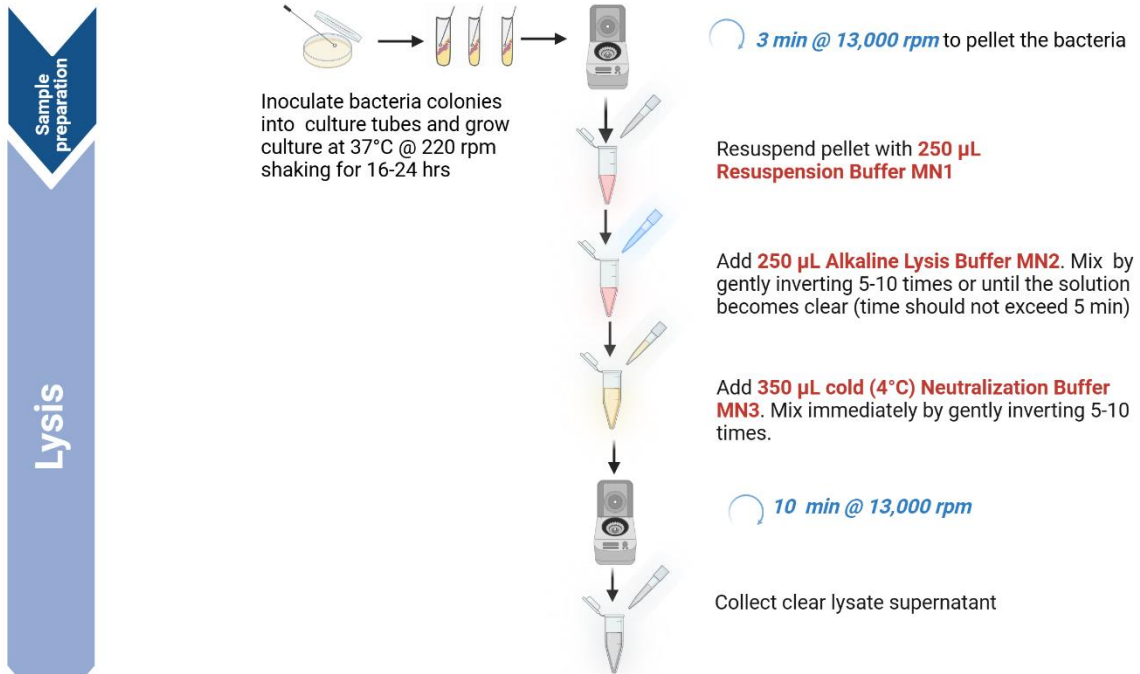 Sample
preparation
Inoculate bacteria colonies
into culture tubes and grow
culture at 37°C @ 220 rpm
shaking for 16-24 hrs
3 min @ 13,000 rpm to pellet the bacteria
Resuspend pellet with 250 µL
Resuspension Buffer MN1
Add 250 µL Alkaline Lysis Buffer MN2. Mix by
gently inverting 5-10 times or until the solution
becomes clear (time should not exceed 5 min)
Lysis
Add 350 µL cold (4°C) Neutralization Buffer
MN3. Mix immediately by gently inverting 5-10
times.
10 min @ 13,000 rpm
Collect clear lysate supernatant